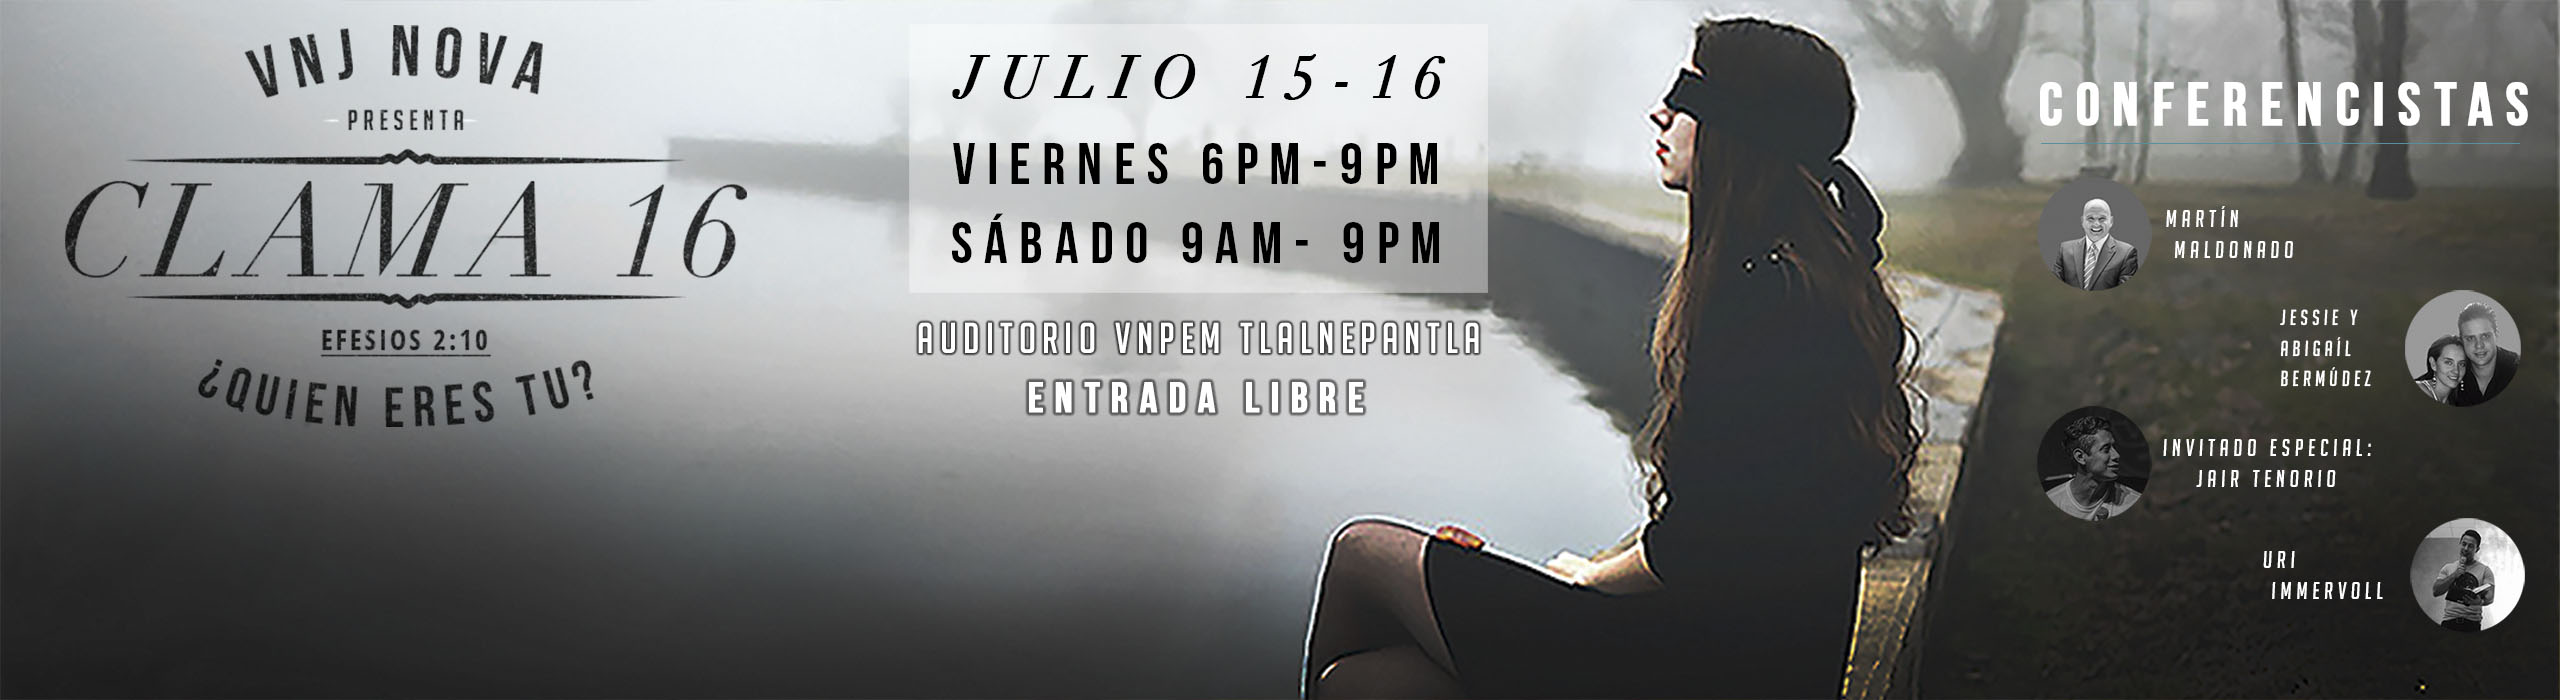 VNJ NOVA
PRESENTA
CLAMA 16
EFESIOS 2:10
¿QUIEN ERES TU?
JULIO 15-16
VIERNES 6PM-9PM
SÁBADO 9AM- 9PM
AUDITORIO VNPEM TLALNEPANTLA
ENTRADA LIBRE
CONFERENCISTAS
MARTÍN
MALDONADO
JESSIE Y
ABIGAÍL
BERMÚDEZ
INVITADO ESPECIAL:
JAIR TENORIO
URI
IMMERVOLL